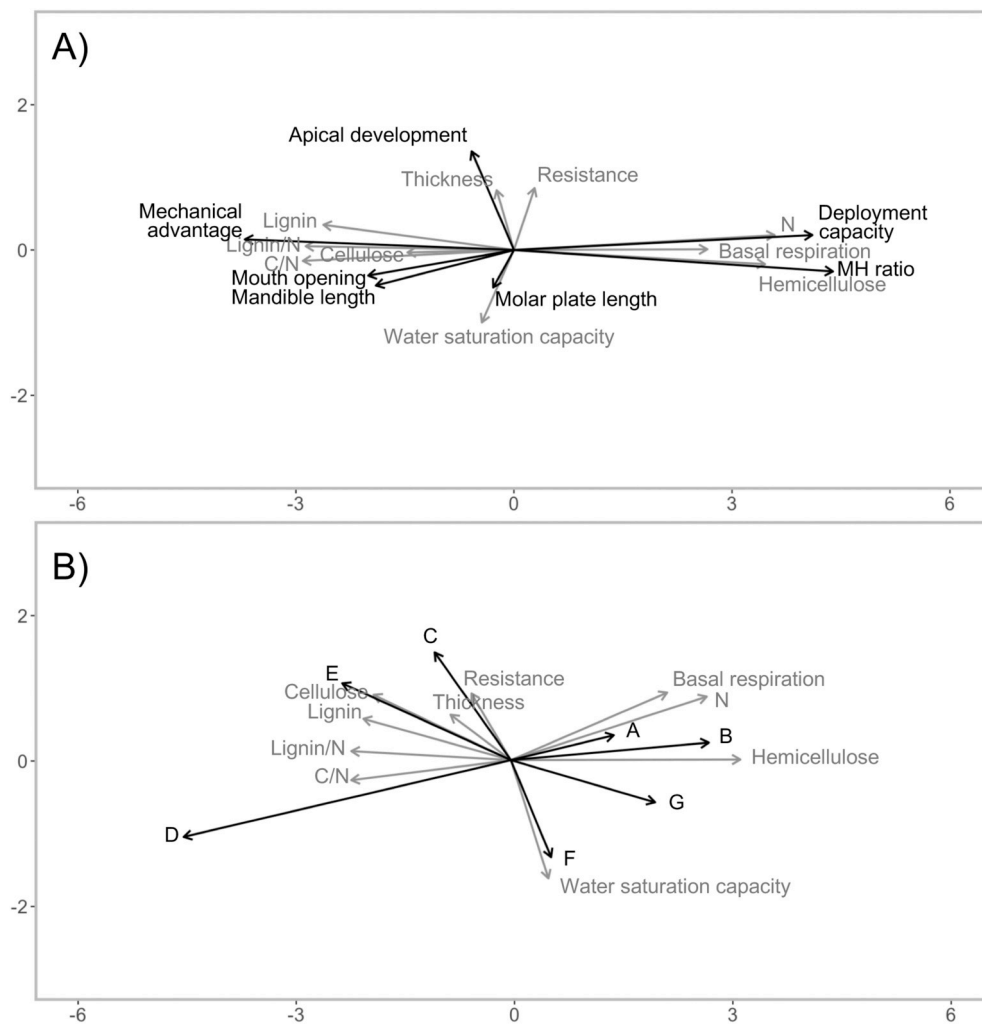 A)
2
0
-2
Apical development
Thickness
Resistance
Mechanical
advantage
Lignin
Lignin/N
Cellulose
C/N
Mouth opening
Mandible length
Molar plate length
Water saturation capacity
N
Deployment
capacity
Basal respiration
MH ratio
Hemicellulose
-6 -3 0 3 6
B)
2
0
-2
C
E
Resistance
Cellulose
Thickness
Lignin
Basal respiration
N
A
B
Lignin/N
Hemicellulose
C/N
G
D
F
Water saturation capacity
-6 -3 0 3 6